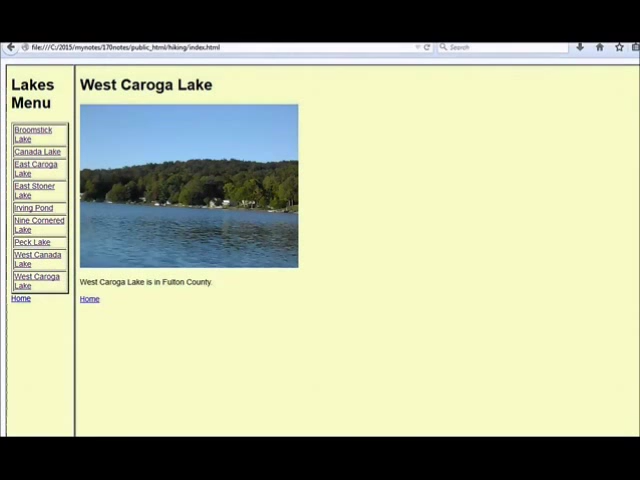 file:///C:/2015/mynotes/170notes/public_html/hiking/index.html
Search
Lakes
Menu
Broomstick
Lake
Canada Lake
East Caroga
Lake
East Stoner
Lake
Irving Pond
Nine Cornered
Lake
Peck Lake
West Canada
Lake
West Caroga
Lake
Home
West Caroga Lake
West Caroga Lake is in Fulton County.
Home